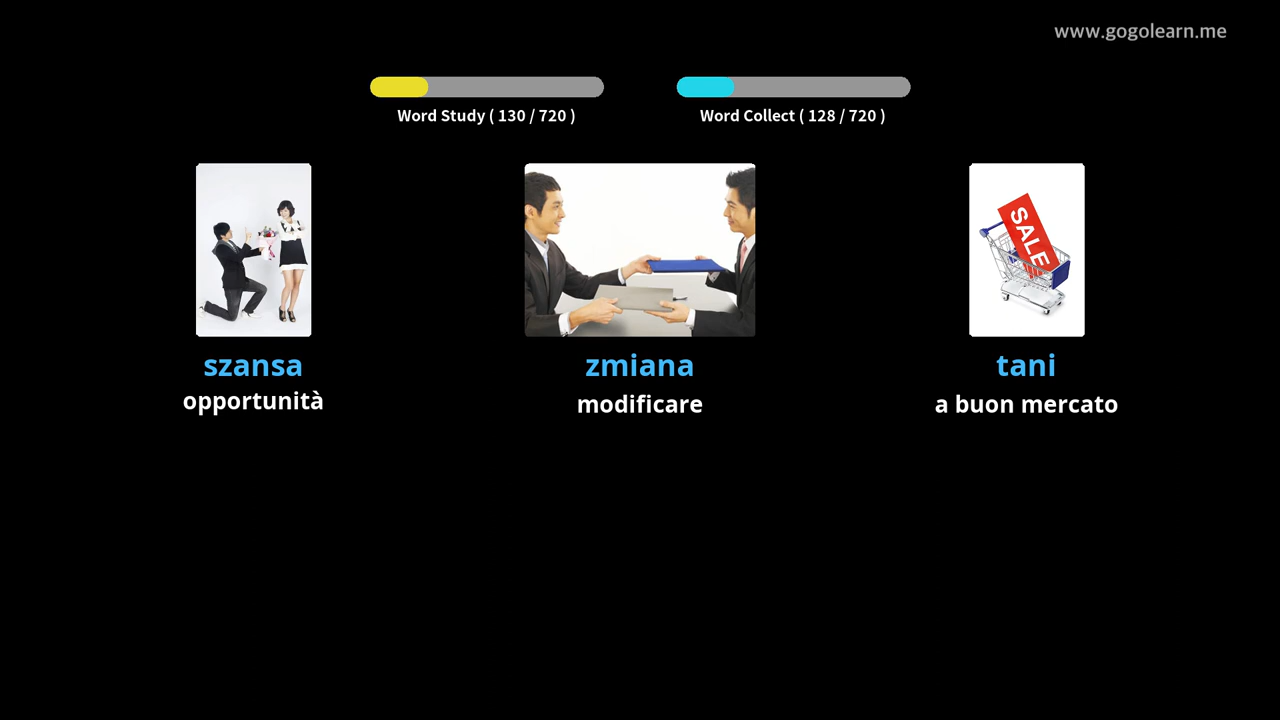 www.gogolearn.me
Word Study ( 130 / 720 )
Word Collect ( 128 / 720 )
SALE
szansa
zmiana
tani
opportunità
modificare
a buon mercato